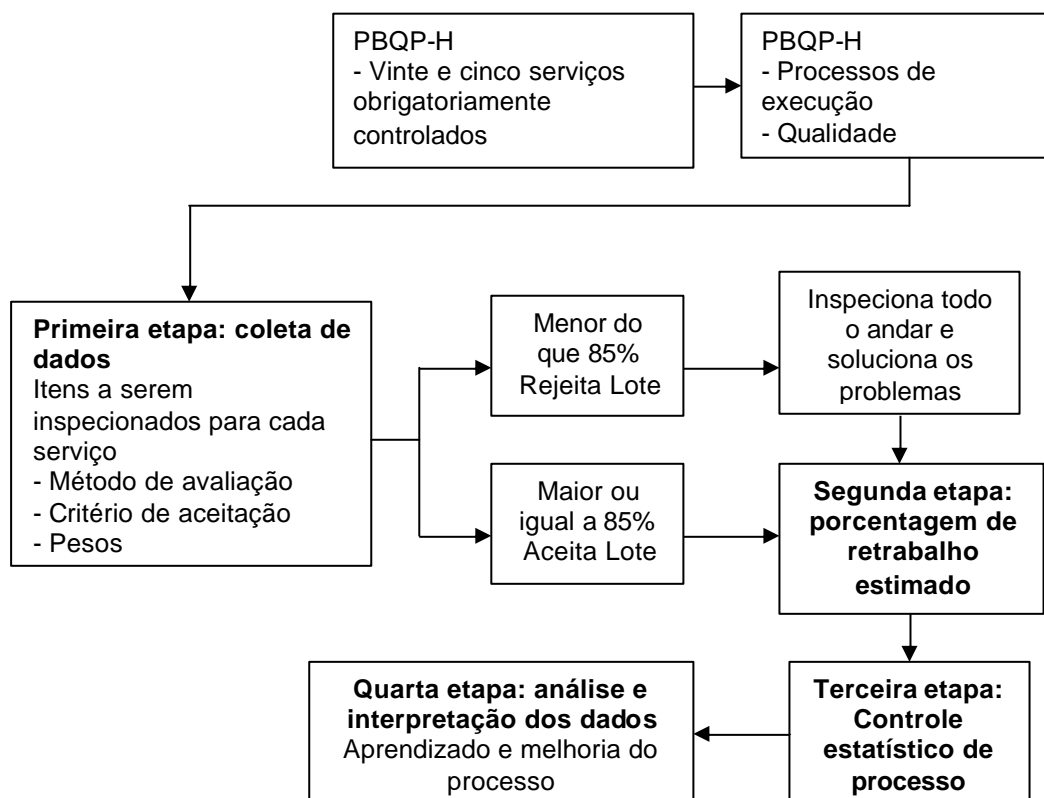 PBQP-H
- Vinte e cinco serviços
obrigatoriamente
controlados
PBQP-H
- Processos de
execução
- Qualidade
Primeira etapa: coleta de
dados
Itens a serem
inspecionados para cada
serviço
- Método de avaliação
- Critério de aceitação
- Pesos
Menor do
que 85%
Rejeita Lote
Inspeciona todo
o andar e
soluciona os
problemas
Maior ou
igual a 85%
Aceita Lote
Segunda etapa:
porcentagem de
retrabalho
estimado
Quarta etapa: análise e
interpretação dos dados
Aprendizado e melhoria do
processo
Terceira etapa:
Controle
estatístico de
processo